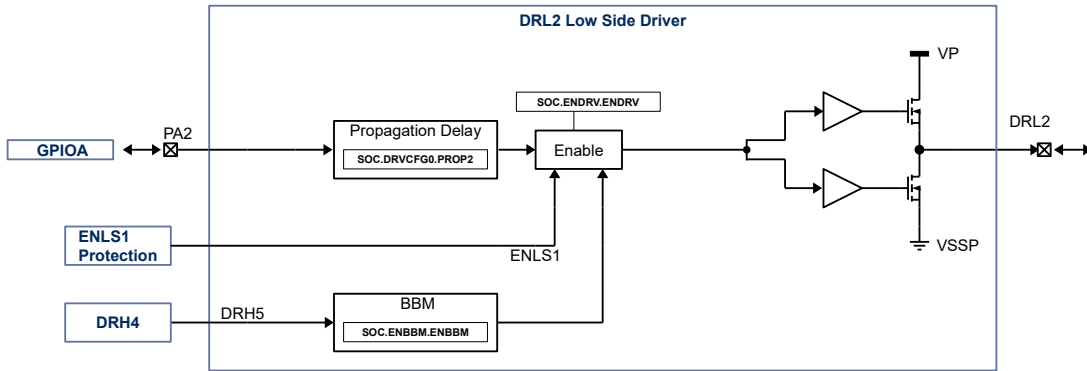 DRL2 Low Side Driver
VP
SOC.ENDRV.ENDRV
PA2
Propagation Delay
DRL2
GPIOA
SOC.DRVCFG0.PROP2
Enable
ENLS1
Protection
ENLS1
VSSP
BBM
DRH4
DRH5
SOC.ENBBM.ENBBM